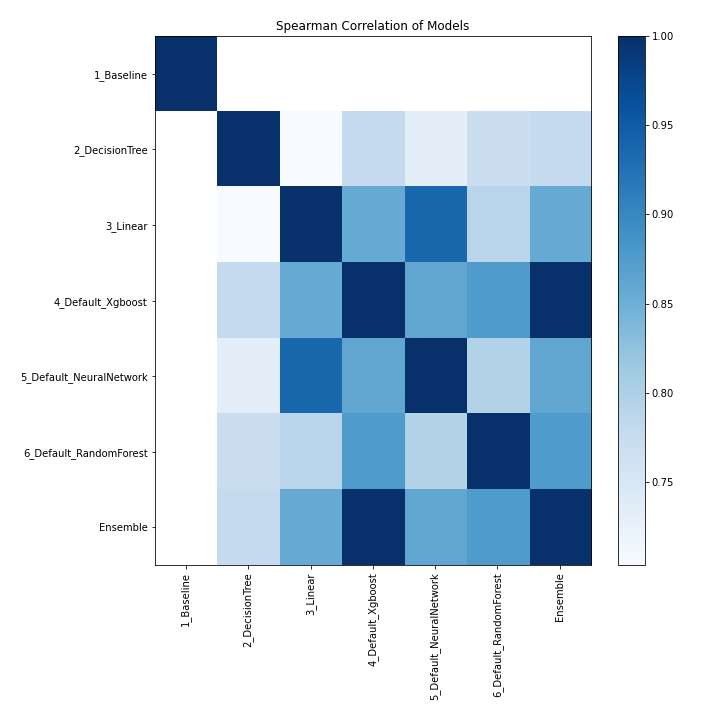 Spearman Correlation of Models
1_Baseline
2_DecisionTree
3_Linear
4_Default_Xgboost
5_Default_NeuralNetwork
6_Default_RandomForest
Ensemble
1_Baseline
2_DecisionTree
3_Linear
4_Default_Xgboost
5_Default_NeuralNetwork
6_Default_RandomForest
Ensemble
1.00
0.95
0.90
0.85
0.80
0.75